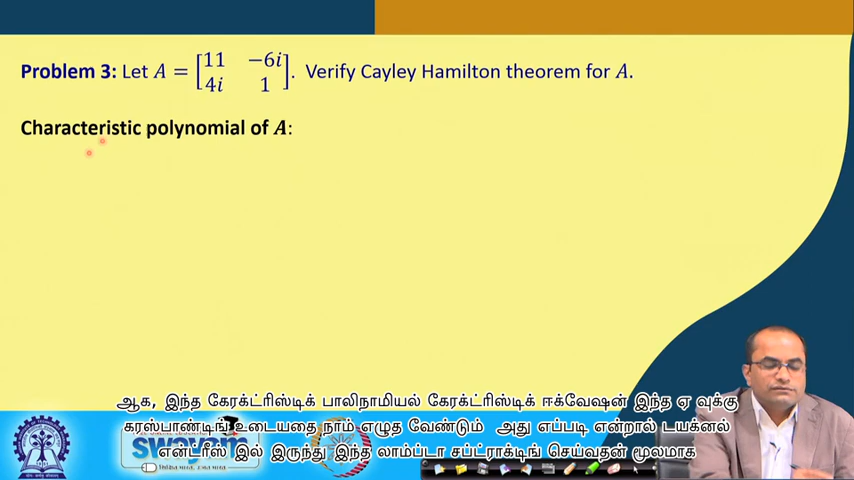 Problem 3: Let A = [11 −6i
4i 1]. Verify Cayley Hamilton theorem for A.
Characteristic polynomial of A:
ஆக, இந்த கேரக்ட்ரிஸ்டிக் பாலிநாமியல் கேரக்ட்ரிஸ்டிக் ஈக்வேஷன் இந்த ஏ வுக்கு
கரஸ்பாண்டிங் உடையதை நாம் எழுத வேண்டும் அது எப்படி என்றால் டயக்னல்
என்ட்ரீஸ் இல் இருந்து இந்த லாம்ப்டா சப்ட்ராக்டிங் செய்வதன் மூலமாக
swayam